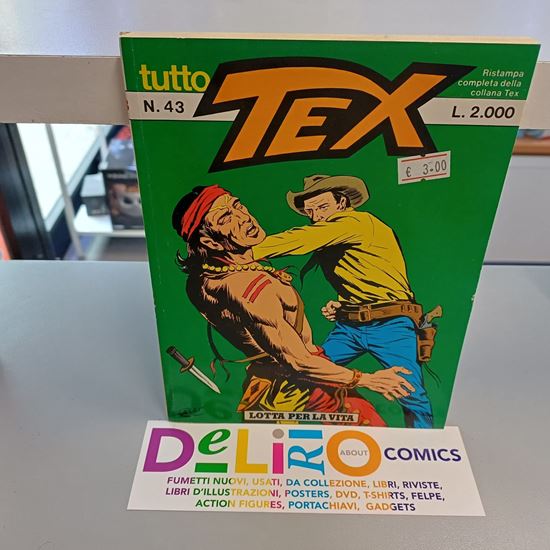 tutto
TEX
Ristampa
completa della
collana Tex
N. 43
L. 2.000
€ 3.00
LOTTA PER LA VITA
DeLiRiO
ABOUT
COMICS
FUMETTI NUOVI, USATI, DA COLLEZIONE, LIBRI, RIVISTE,
LIBRI D'ILLUSTRAZIONI, POSTERS, DVD, T-SHIRTS, FELPE,
ACTION FIGURES, PORTACHIAVI, GADGETS